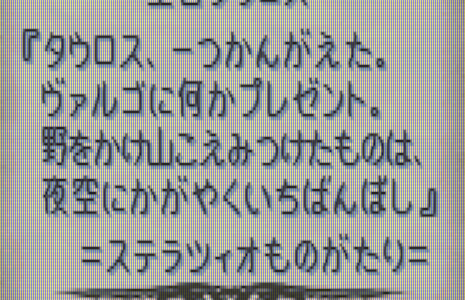 『タウロス、一つかんがえた。
ヴァルゴに何かプレゼント。
野をかけ山こえみつけたものは、
夜空にかがやくいちばんぼし』
=ステラツィオものがたり=